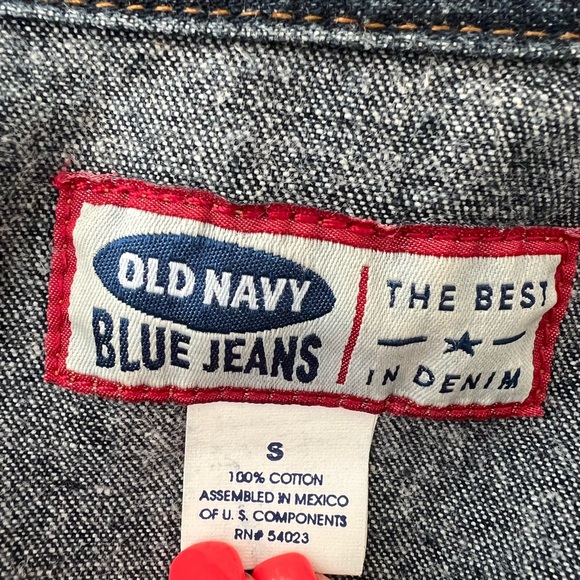 OLD NAVY
BLUE JEANS
THE BEST
IN DENIM
S
100% COTTON
ASSEMBLED IN MEXICO
OF U.S. COMPONENTS
RN# 54023